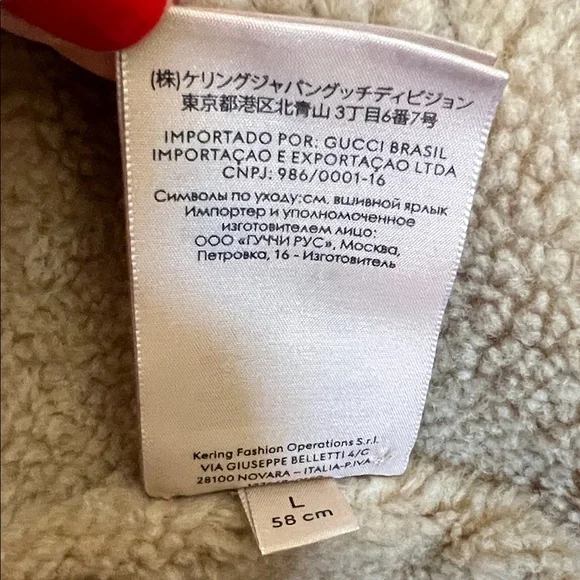 (株)ケリングジャパングッチディビジョン
東京都港区北青山 3丁目6番7号
IMPORTADO POR: GUCCI BRASIL
IMPORTAÇAO E EXPORTAÇAO LTDA
CNPJ: 986/0001-16
Символы по уходу:см. вшивной ярлык
Импортер и уполномоченное
изготовителем лицо:
ООО «ГУЧЧИ РУС», Москва,
Петровка, 16 - Изготовитель
Kering Fashion Operations S.r.l.
VIA GIUSEPPE BELLETTI 4/C
28100 NOVARA – ITALIA-P.IVA
L
58 cm